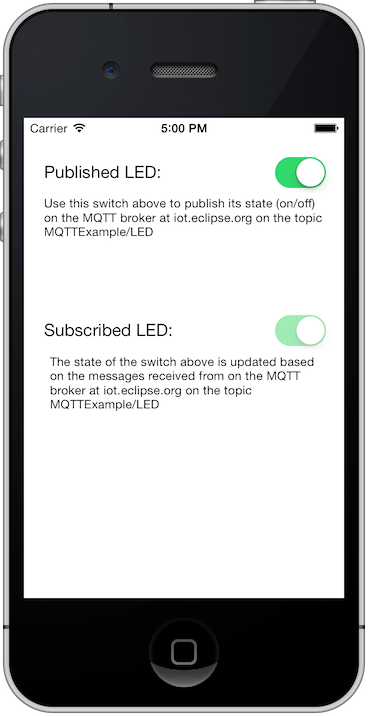 Carrier 5:00 PM
Published LED:
Use this switch above to publish its state (on/off)
on the MQTT broker at iot.eclipse.org on the topic
MQTTExample/LED
Subscribed LED:
The state of the switch above is updated based
on the messages received from on the MQTT
broker at iot.eclipse.org on the topic
MQTTExample/LED